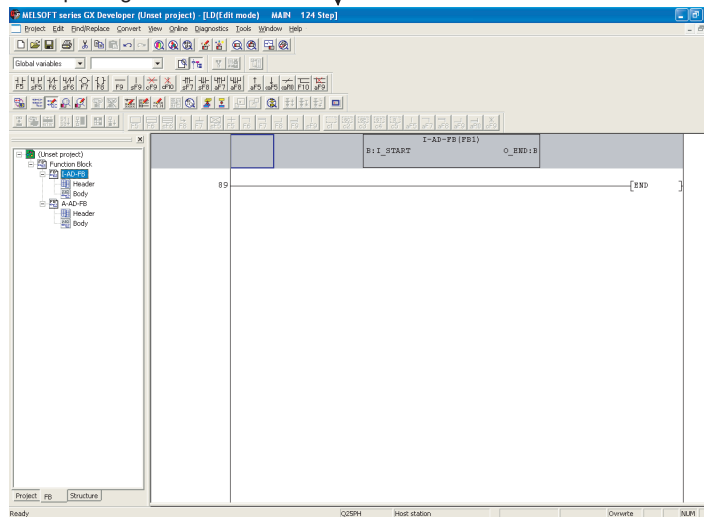 MELSOFT series GX Developer (Unset project) - [LD(Edit mode) MAIN 124 Step]
Project Edit Find/Replace Convert View Online Diagnostics Tools Window Help
Global variables
F5 sF5 F6 sF6 F7 F8 F9 sF9 cF9 cF10 sF7 sF8 aF7 aF8 aF5 caF5 caF10 F10 aF9
I-AD-FB(FB1)
B:I_START O_END:B
(Unset project)
Function Block
I-AD-FB
Header
Body
A-AD-FB
Header
Body
89 END
Project FB Structure
Ready Q25PH Host station Ovrwrte NUM